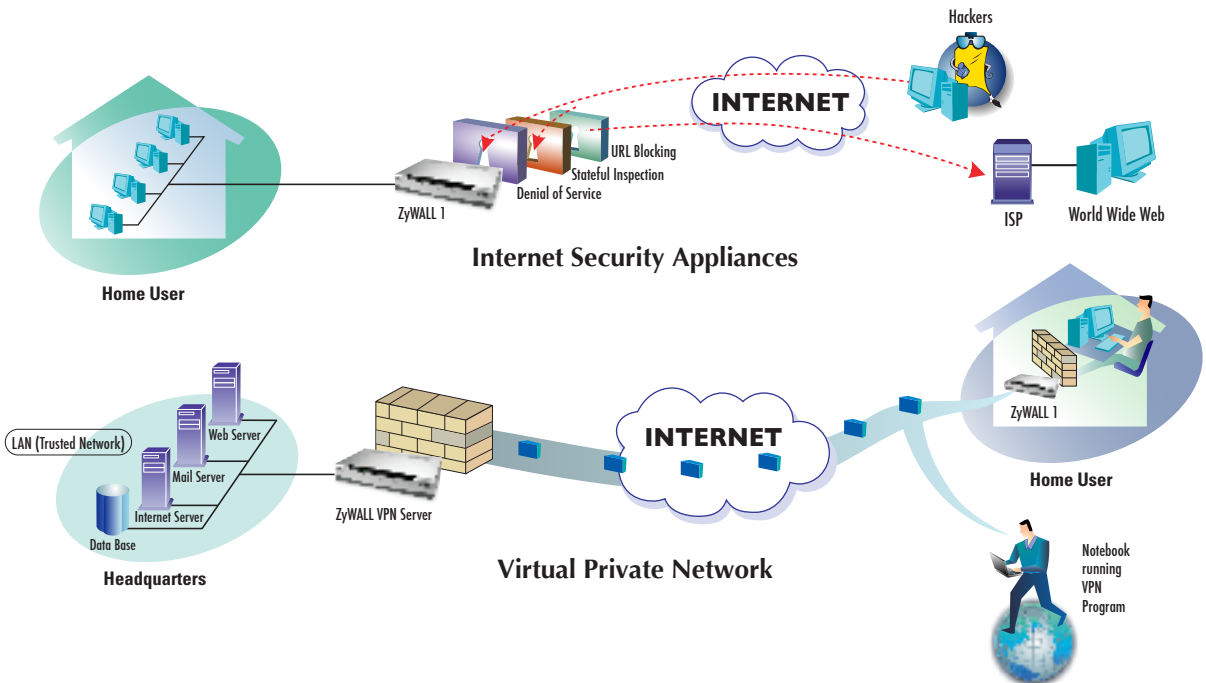 Hackers
INTERNET
URL Blocking
Stateful Inspection
Denial of Service
ZyWALL 1
ISP
World Wide Web
Internet Security Appliances
Home User
LAN (Trusted Network)
Web Server
Mail Server
Internet Server
Data Base
Headquarters
ZyWALL VPN Server
INTERNET
Virtual Private Network
ZyWALL 1
Home User
Notebook
running
VPN
Program